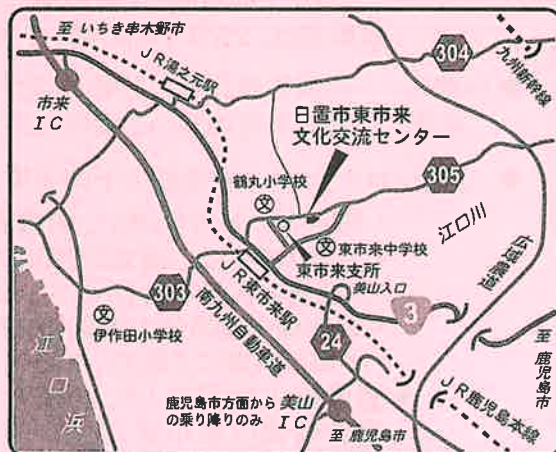 至 いちき串木野市
JR湯之元駅
304
九州新幹線
市来
IC
日置市東市来
文化交流センター
鶴丸小学校
文
305
江口川
広域農道
文 東市来中学校
東市来支所
JR東市来駅
美山入口
303
文
伊作田小学校
南九州自動車道
3
24
江口浜
至 鹿児島市
鹿児島市方面から
の乗り降りのみ
美山
IC
至 鹿児島市
JR鹿児島本線